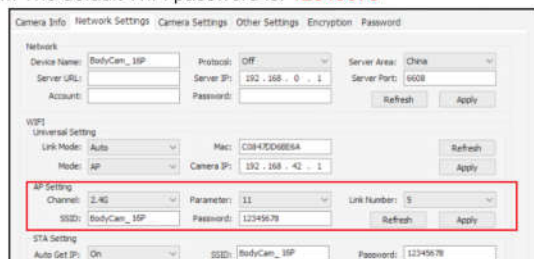 Camera Info Network Settings Camera Settings Other Settings Encryption Password
Network
Device Name: BodyCam_16P Protocol: Off Server Area: China
Server URL: Server IP: 192 . 168 . 0 . 1 Server Port: 6608
Account: Password: Refresh Apply
WIFI
Universal Setting
Link Mode: Auto Mac: Refresh
Mode: AP Camera IP: 192 . 168 . 42 . 1 Apply
AP Setting
Channel: 2.4G Parameter: 11 Link Number: 5
SSID: BodyCam_16P Password: 12345678 Refresh Apply
STA Setting
Auto Get IP: On SSID: BodyCam_16P Password: 12345678